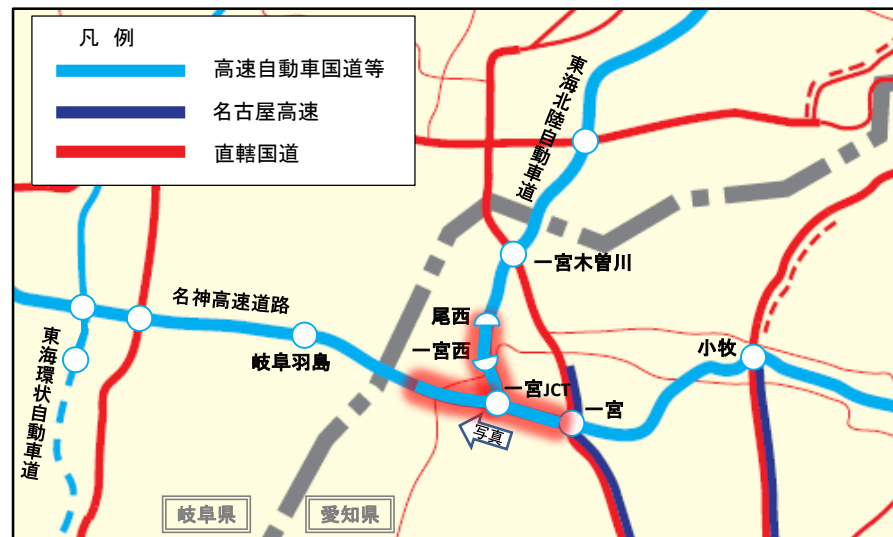 凡 例
高速自動車国道等
名古屋高速
直轄国道
東海北陸自動車道
一宮木曽川
名神高速道路
尾西
小牧
岐阜羽島
一宮西
東海環状自動車道
一宮JCT
一宮
写真
岐阜県
愛知県